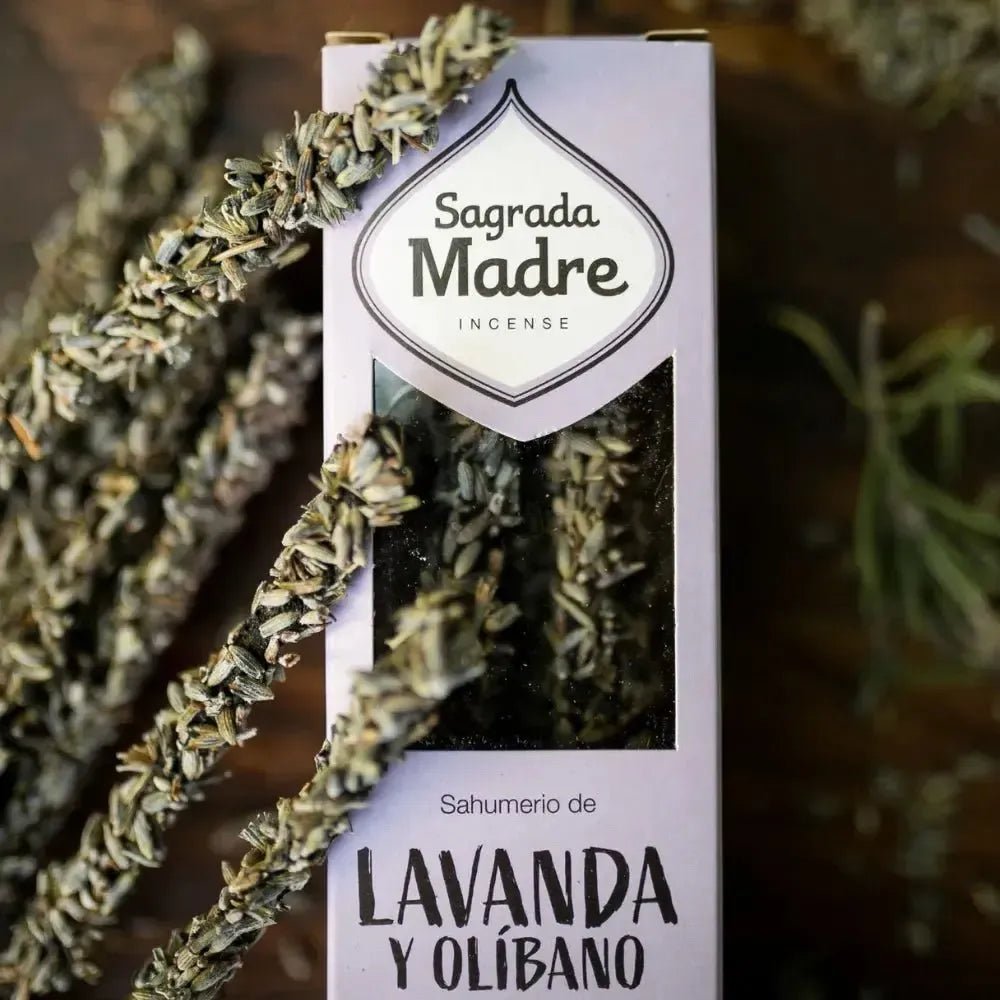 Sagrada
Madre
INCENSE
Sahumerio de
LAVANDA
Y OLÍBANO